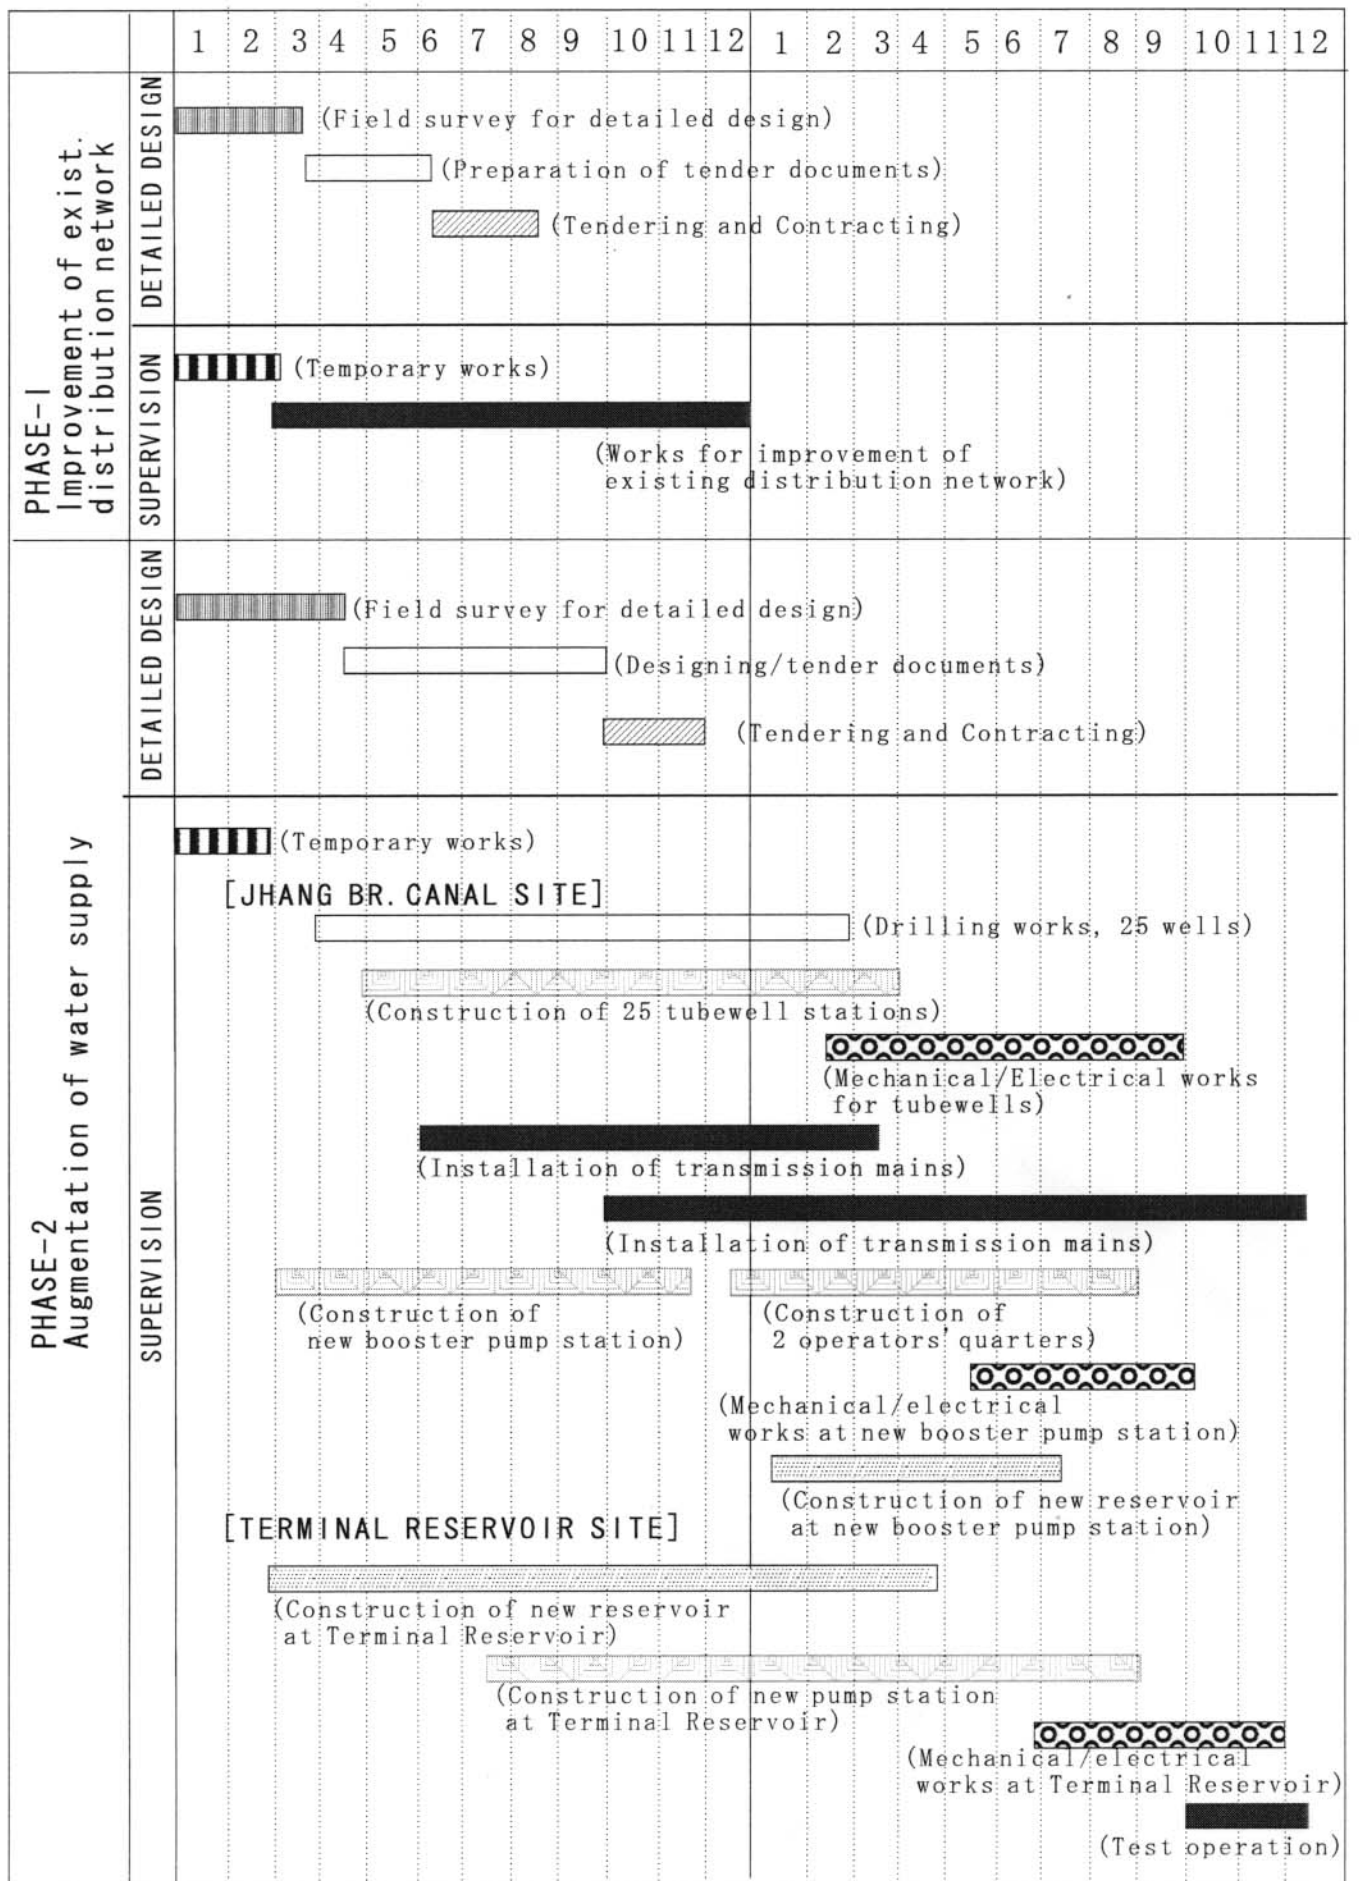 1 2 3 4 5 6 7 8 9 10 11 12 1 2 3 4 5 6 7 8 9 10 11 12
PHASE-1
Improvement of exist.
distribution network
DETAILED DESIGN
(Field survey for detailed design)
(Preparation of tender documents)
(Tendering and Contracting)
SUPERVISION
(Temporary works)
(Works for improvement of
existing distribution network)
PHASE-2
Augmentation of water supply
DETAILED DESIGN
(Field survey for detailed design)
(Designing/tender documents)
(Tendering and Contracting)
SUPERVISION
(Temporary works)
[JHANG BR. CANAL SITE]
(Drilling works, 25 wells)
(Construction of 25 tubewell stations)
(Mechanical/Electrical works
for tubewells)
(Installation of transmission mains)
(Installation of transmission mains)
(Construction of
new booster pump station)
(Construction of
2 operators' quarters)
(Mechanical/electrical
works at new booster pump station)
(Construction of new reservoir
at new booster pump station)
[TERMINAL RESERVOIR SITE]
(Construction of new reservoir
at Terminal Reservoir)
(Construction of new pump station
at Terminal Reservoir)
(Mechanical/electrical
works at Terminal Reservoir)
(Test operation)